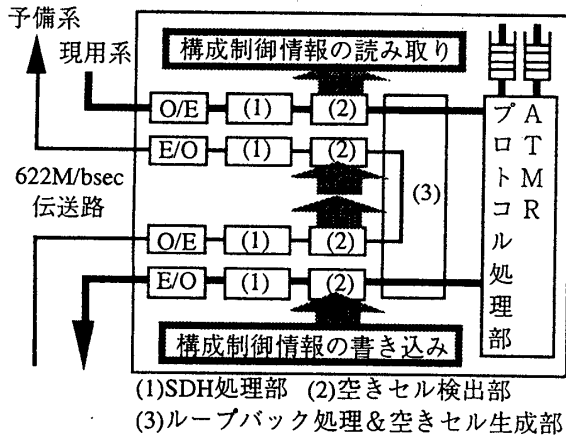 予備系
現用系
構成制御情報の読み取り
O/E (1) (2)
E/O (1) (2)
622M/bsec
伝送路
(3)
O/E (1) (2)
E/O (1) (2)
ATMR
プロトコル処理部
構成制御情報の書き込み
(1)SDH処理部 (2)空きセル検出部
(3)ループバック処理&空きセル生成部